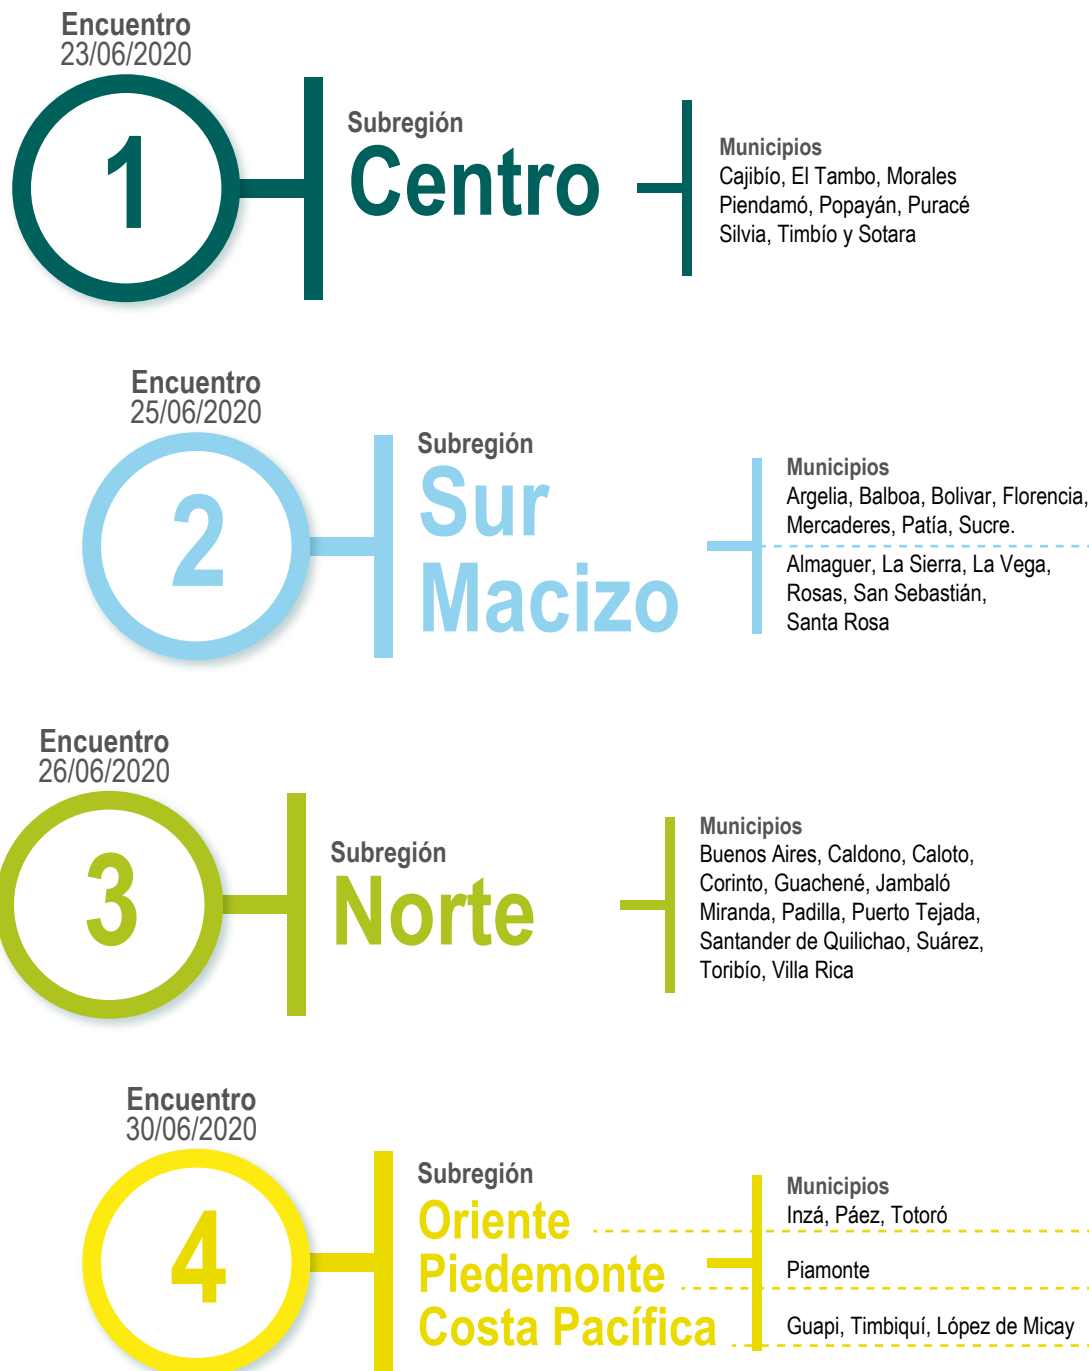 Encuentro
23/06/2020
1
Subregión
Centro
Municipios
Cajibío, El Tambo, Morales
Piendamó, Popayán, Puracé
Silvia, Timbío y Sotara
Encuentro
25/06/2020
2
Subregión
Sur
Macizo
Municipios
Argelia, Balboa, Bolivar, Florencia,
Mercaderes, Patía, Sucre.
Almaguer, La Sierra, La Vega,
Rosas, San Sebastián,
Santa Rosa
Encuentro
26/06/2020
3
Subregión
Norte
Municipios
Buenos Aires, Caldono, Caloto,
Corinto, Guachené, Jambaló
Miranda, Padilla, Puerto Tejada,
Santander de Quilichao, Suárez,
Toribío, Villa Rica
Encuentro
30/06/2020
4
Subregión
Oriente
Piedemonte
Costa Pacífica
Municipios
Inzá, Páez, Totoró
Piamonte
Guapi, Timbiquí, López de Micay